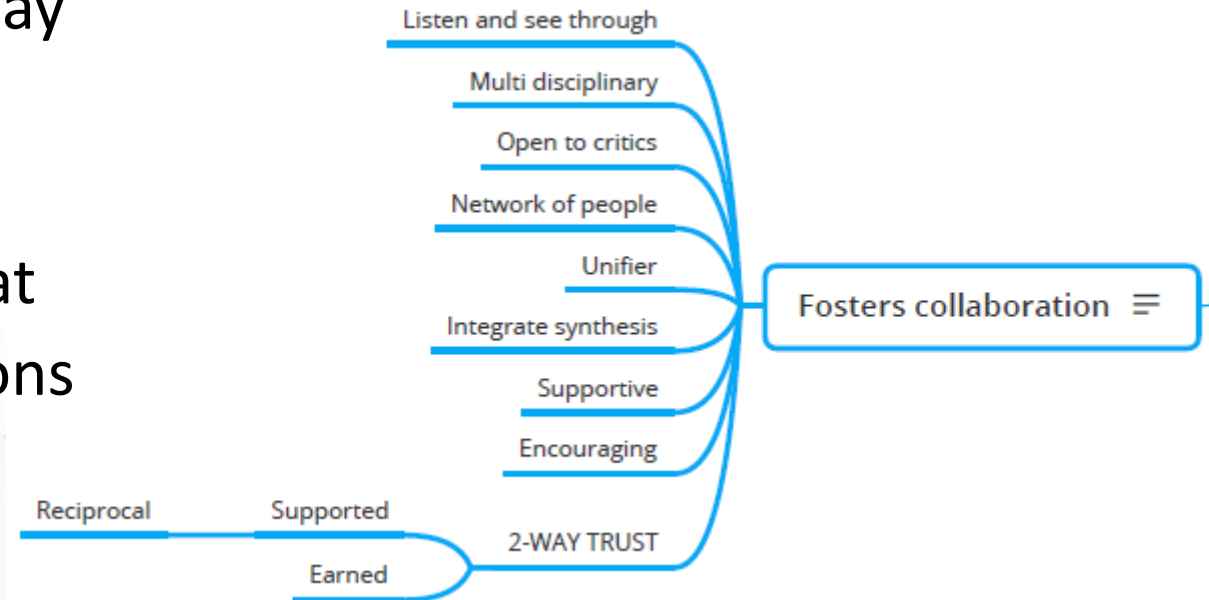 ay
at
ons
Listen and see through
Multi disciplinary
Open to critics
Network of people
Unifier
Integrate synthesis
Supportive
Encouraging
2-WAY TRUST
Supported
Reciprocal
Earned
Fosters collaboration